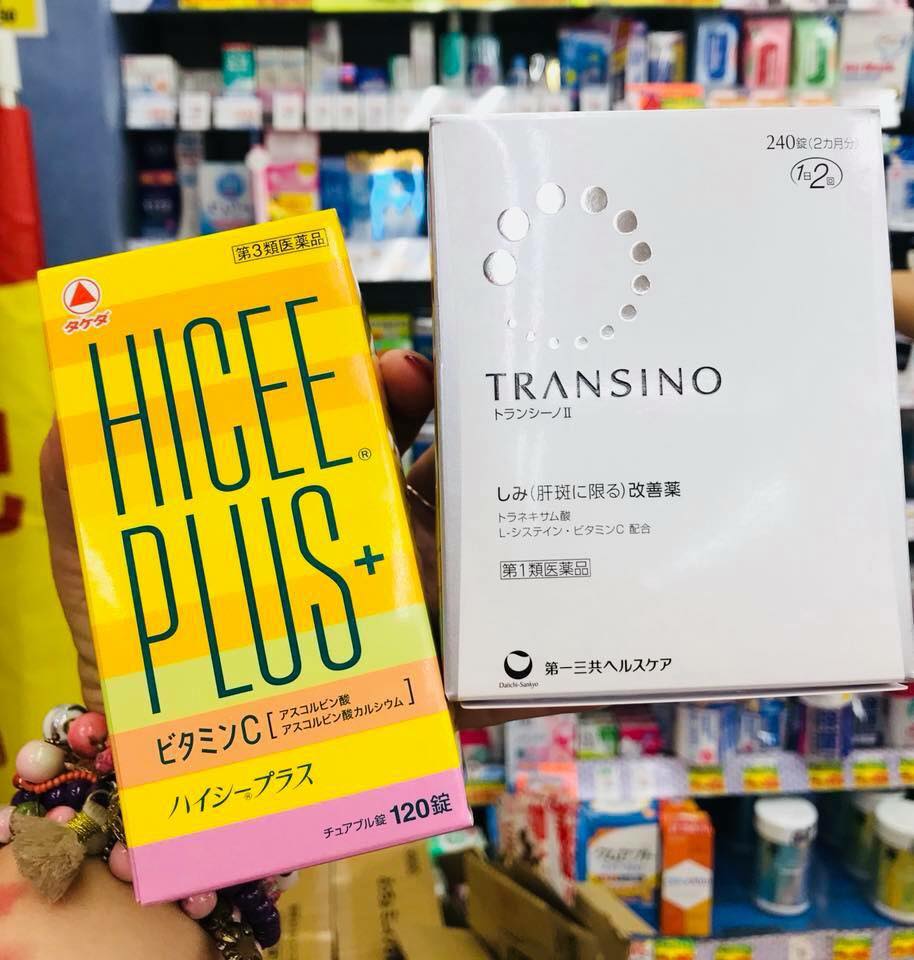 第3類医薬品
タケダ
HICEE®
PLUS+
ビタミンC [アスコルビン酸
アスコルビン酸カルシウム]
ハイシー®プラス
チュアブル錠 120錠
240錠(2カ月分)
1日2回
TRANSINO
トランシーノII
しみ(肝斑に限る)改善薬
トラネキサム酸
L-システイン・ビタミンC 配合
第1類医薬品
Daiichi-Sankyo
第一三共ヘルスケア